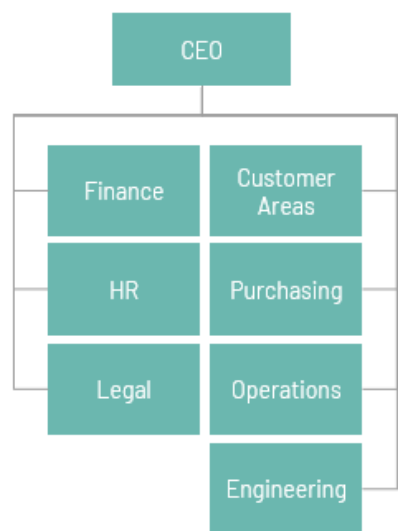 CEO
Finance
Customer
Areas
HR
Purchasing
Legal
Operations
Engineering